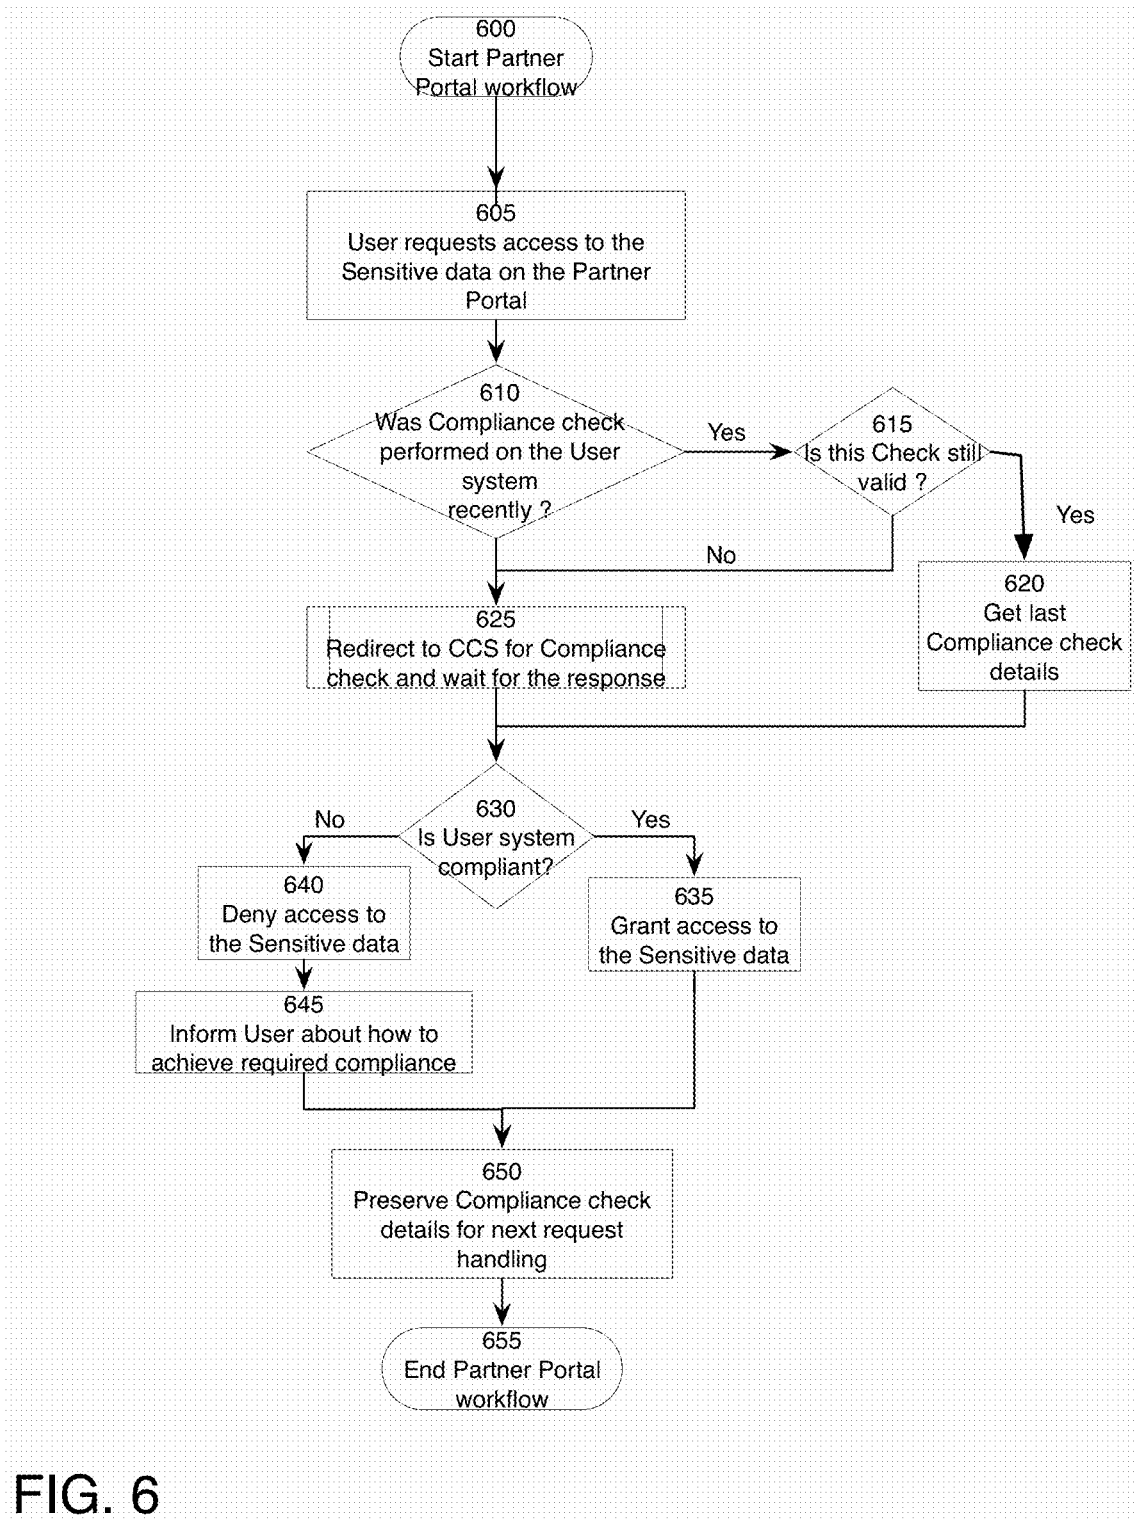 600
Start Partner
Portal workflow
605
User requests access to the
Sensitive data on the Partner
Portal
610
Was Compliance check
performed on the User
system
recently ?
Yes
615
Is this Check still
valid ?
Yes
No
620
Get last
Compliance check
details
625
Redirect to CCS for Compliance
check and wait for the response
630
Is User system
compliant?
No
Yes
640
Deny access to
the Sensitive data
635
Grant access to
the Sensitive data
645
Inform User about how to
achieve required compliance
650
Preserve Compliance check
details for next request
handling
655
End Partner Portal
workflow
FIG. 6